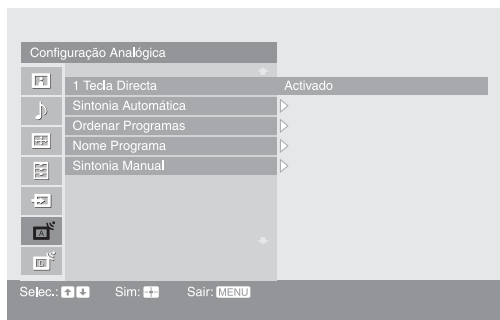 Configuração Analógica
1 Tecla Directa Activado
Sintonia Automática
Ordenar Programas
Nome Programa
Sintonia Manual
A
Selec.: Sim: Sair: MENU